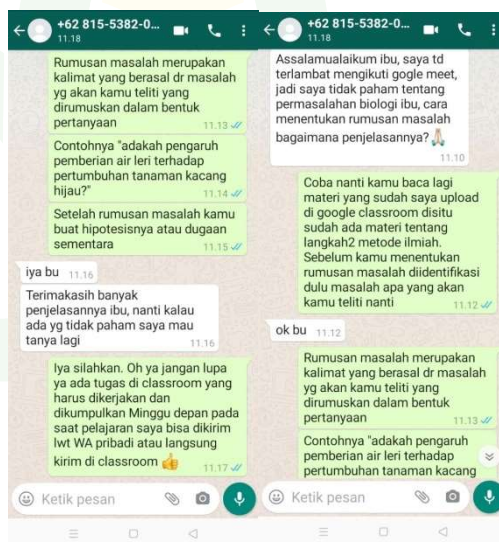 +62 815-5382-0...
11.18
Rumusan masalah merupakan
kalimat yang berasal dr masalah
yg akan kamu teliti yang
dirumuskan dalam bentuk
pertanyaan
11.13
Contohnya "adakah pengaruh
pemberian air leri terhadap
pertumbuhan tanaman kacang
hijau?"
11.14
Setelah rumusan masalah kamu
buat hipotesisnya atau dugaan
sementara
11.15
iya bu 11.16
Terimakasih banyak
penjelasannya ibu, nanti kalau
ada yg tidak paham saya mau
tanya lagi
11.16
Iya silahkan. Oh ya jangan lupa
ya ada tugas di classroom yang
harus dikerjakan dan
dikumpulkan Minggu depan pada
saat pelajaran saya bisa dikirim
lwt WA pribadi atau langsung
kirim di classroom 👍 11.17
Ketik pesan
+62 815-5382-0...
11.18
Assalamualaikum ibu, saya td
terlambat mengikuti gogle meet,
jadi saya tidak paham tentang
permasalahan biologi ibu, cara
menentukan rumusan masalah
bagaimana penjelasannya? 🙏
11.10
Coba nanti kamu baca lagi
materi yang sudah saya upload
di google classroom disitu
sudah ada materi tentang
langkah2 metode ilmiah.
Sebelum kamu menentukan
rumusan masalah diidentifikasi
dulu masalah apa yang akan
kamu teliti nanti 11.12
ok bu 11.12
Rumusan masalah merupakan
kalimat yang berasal dr masalah
yg akan kamu teliti yang
dirumuskan dalam bentuk
pertanyaan 11.13
Contohnya "adakah pengaruh
pemberian air leri terhadap
pertumbuhan tanaman kacang
Ketik pesan